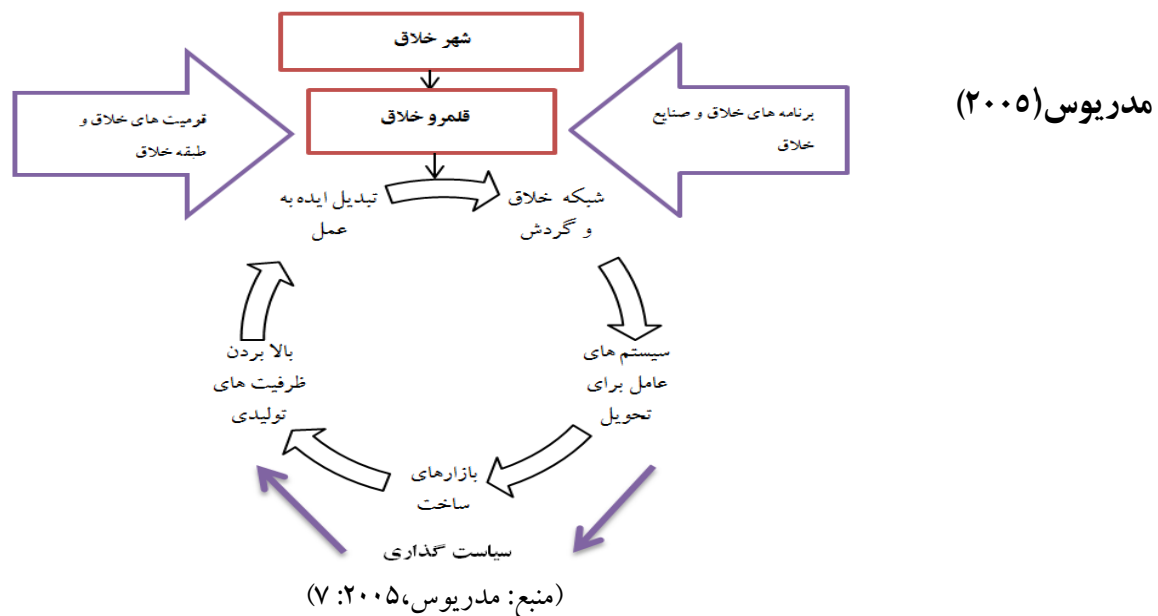 شهر خلاق
قلمرو خلاق
مدریوس(۲۰۰۵)
برنامه های خلاق و صنایع
خلاق
قومیت های خلاق و
طبقه خلاق
شبکه خلاق
و گردش
تبدیل ایده به
عمل
سیستم های
عامل برای
تحویل
بالا بردن
ظرفیت های
تولیدی
بازارهای
ساخت
سیاست گذاری
(منبع: مدریوس،۲۰۰۵: ۷)